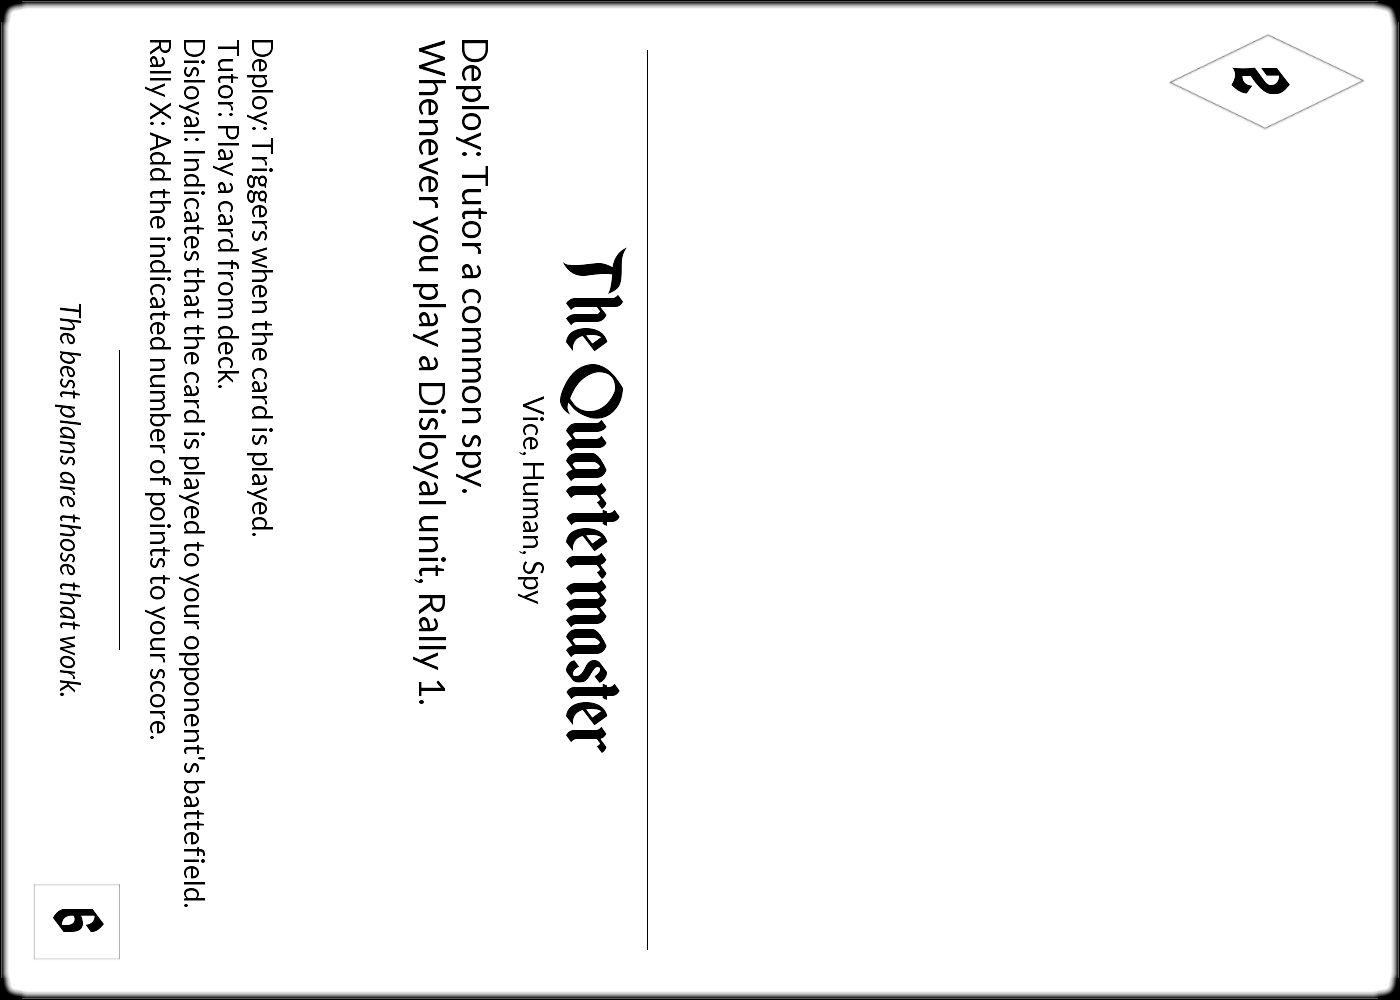 2
The Quartermaster
Vice, Human, Spy
Deploy: Tutor a common spy.
Whenever you play a Disloyal unit, Rally 1.
Deploy: Triggers when the card is played.
Tutor: Play a card from deck.
Disloyal: Indicates that the card is played to your opponent's battefield.
Rally X: Add the indicated number of points to your score.
The best plans are those that work.
6